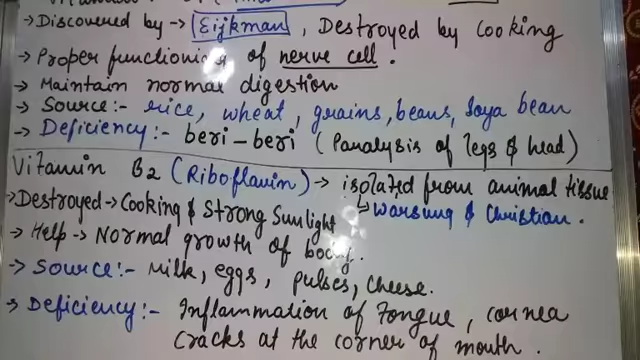 → Discovered by → Eijkman, Destroyed by Cooking
→ Proper functioning of nerve cell.
→ Maintain normal digestion
→ Source:- rice, wheat, grains, beans, Soya bean
→ Deficiency:- beri-beri (Paralysis of legs & head)
Vitamin B2 (Riboflavin) → isolated from animal tissue
↳ Warsung & Christian.
→ Destroyed → Cooking & Strong Sunlight
→ Help → Normal growth of body.
→ Source:- Milk, eggs, pulses, cheese.
→ Deficiency:- Inflammation of Tongue, cornea
cracks at the corner of mouth.